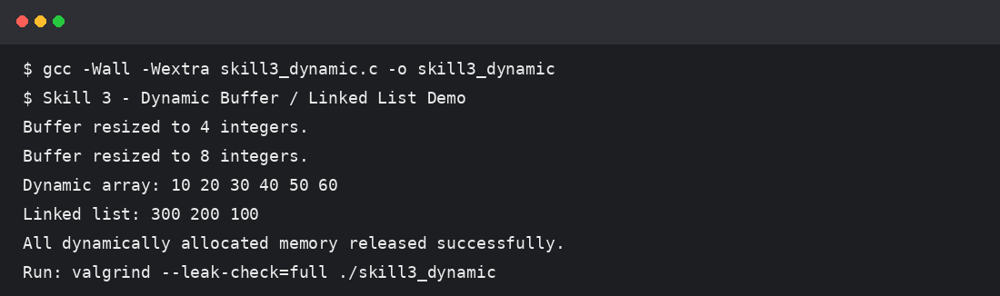 $ gcc -Wall -Wextra skill3_dynamic.c -o skill3_dynamic
$ Skill 3 - Dynamic Buffer / Linked List Demo
Buffer resized to 4 integers.
Buffer resized to 8 integers.
Dynamic array: 10 20 30 40 50 60
Linked list: 300 200 100
All dynamically allocated memory released successfully.
Run: valgrind --leak-check=full ./skill3_dynamic